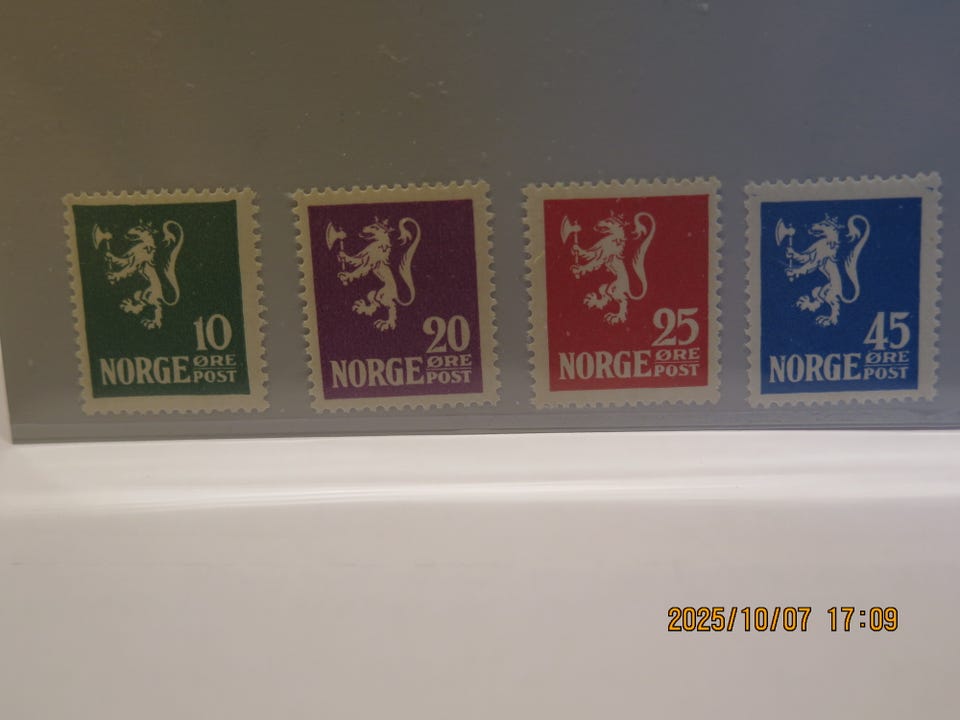 10
NORGE ØRE POST
20
NORGE ØRE POST
25
NORGE ØRE POST
45
NORGE ØRE POST
2025/10/07 17:09